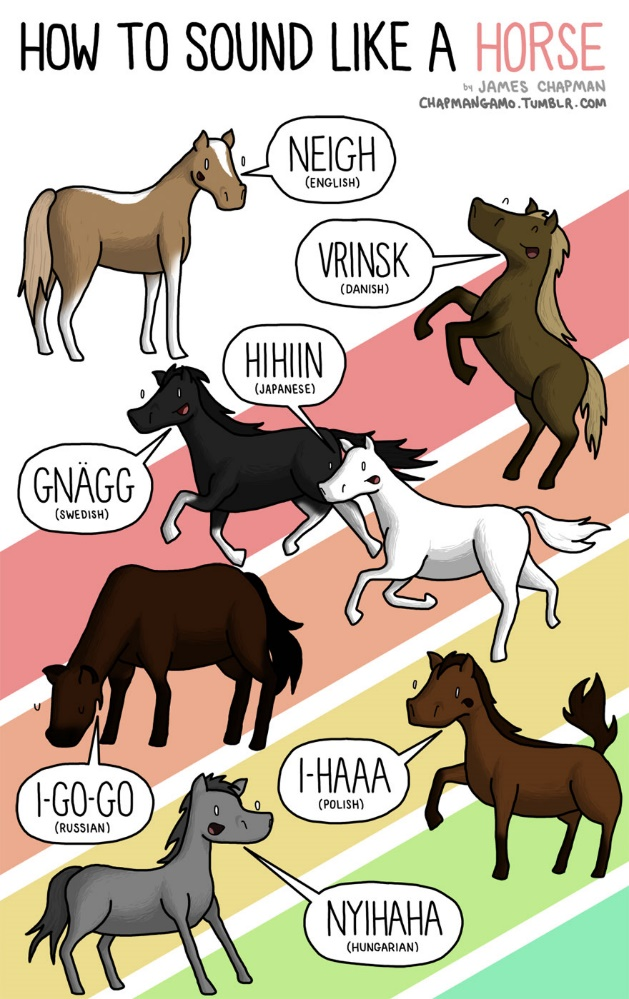 HOW TO SOUND LIKE A HORSE
by JAMES CHAPMAN
CHAPMANGAMO.TUMBLR.COM
NEIGH
(ENGLISH)
VRINSK
(DANISH)
HIHIIN
(JAPANESE)
GNÄGG
(SWEDISH)
I-GO-GO
(RUSSIAN)
I-HAAA
(POLISH)
NYIHAHA
(HUNGARIAN)